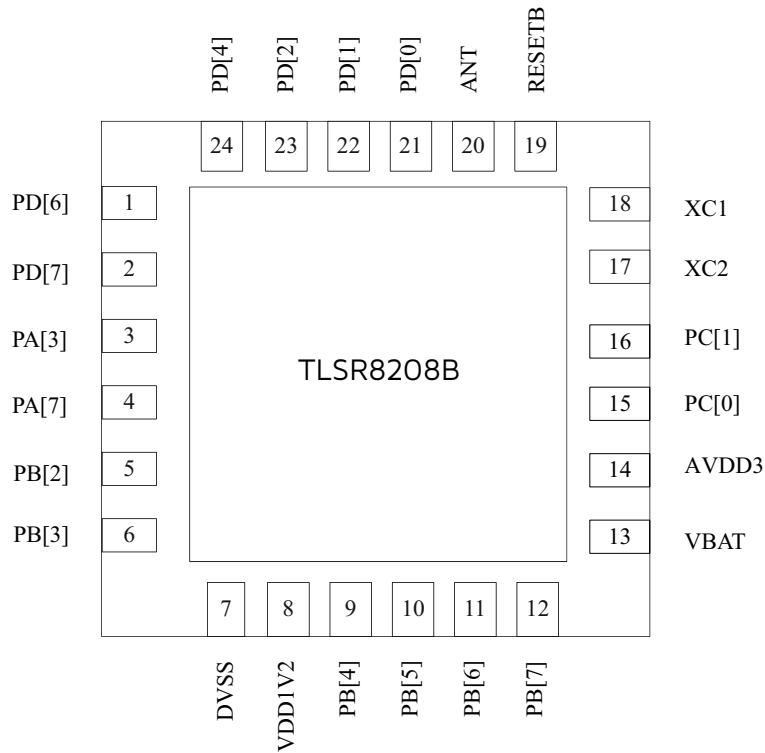 PD[4] PD[2] PD[1] PD[0] ANT RESETB
24 23 22 21 20 19
PD[6] 1 18 XC1
PD[7] 2 17 XC2
PA[3] 3 16 PC[1]
TLSR8208B
PA[7] 4 15 PC[0]
PB[2] 5 14 AVDD3
PB[3] 6 13 VBAT
7 8 9 10 11 12
DVSS VDD1V2 PB[4] PB[5] PB[6] PB[7]